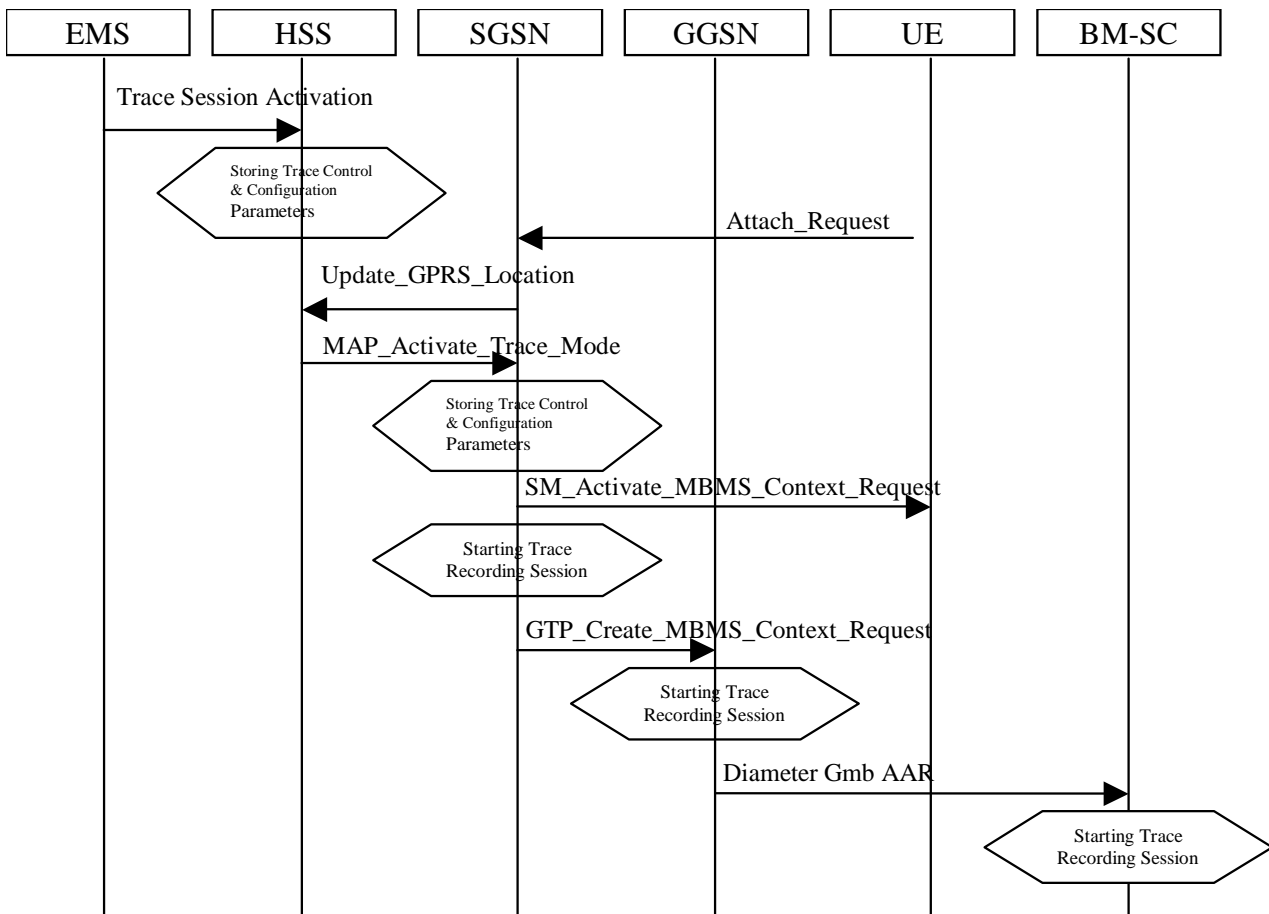 EMS HSS SGSN GGSN UE BM-SC
Trace Session Activation
Storing Trace Control
& Configuration
Parameters
Attach_Request
Update_GPRS_Location
MAP_Activate_Trace_Mode
Storing Trace Control
& Configuration
Parameters
SM_Activate_MBMS_Context_Request
Starting Trace
Recording Session
GTP_Create_MBMS_Context_Request
Starting Trace
Recording Session
Diameter Gmb AAR
Starting Trace
Recording Session